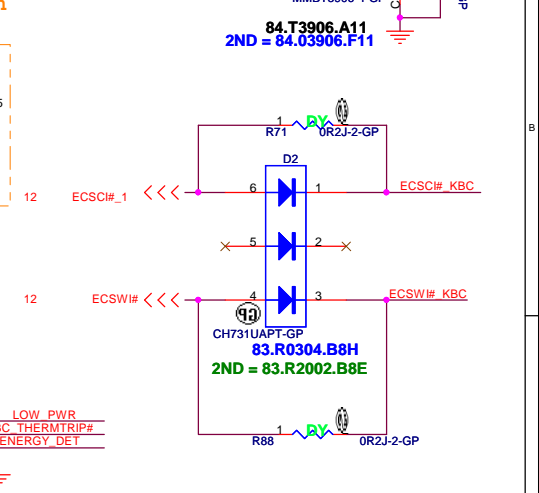 84.T3906.A11
2ND = 84.03906.F11
B
1
DY
R71
0R2J-2-GP
D2
12
ECSCI#_1
6
1
ECSCI#_KBC
5
2
12
ECSWI#
4
3
ECSWI#_KBC
GP
CH731UAPT-GP
83.R0304.B8H
2ND = 83.R2002.B8E
LOW_PWR
C_THERMTRIP#
ENERGY_DET
1
DY
R88
0R2J-2-GP